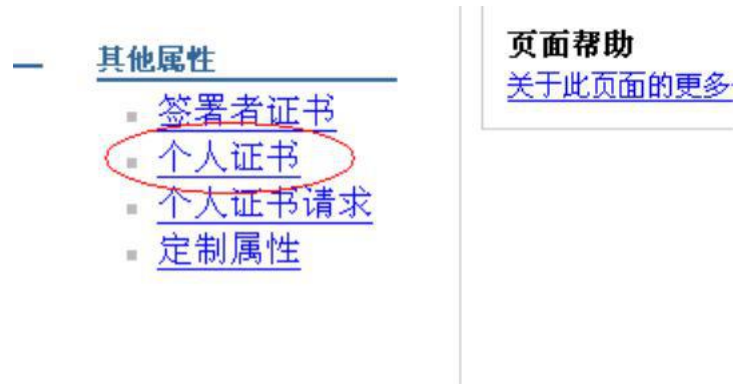 其他属性
签署者证书
个人证书
个人证书请求
定制属性
页面帮助
关于此页面的更多